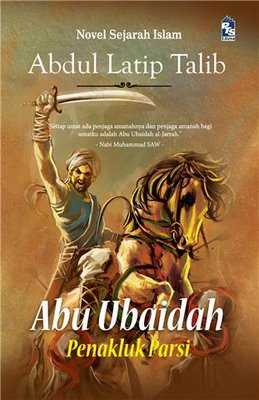 Novel Sejarah Islam
PTS
Abdul Latip Talib
"Setiap umat ada penjaga amanahnya dan penjaga amanah bagi
umatku adalah Abu Ubaidah al-Jarrah."
- Nabi Muhammad SAW -
Abu Ubaidah
Penakluk Parsi